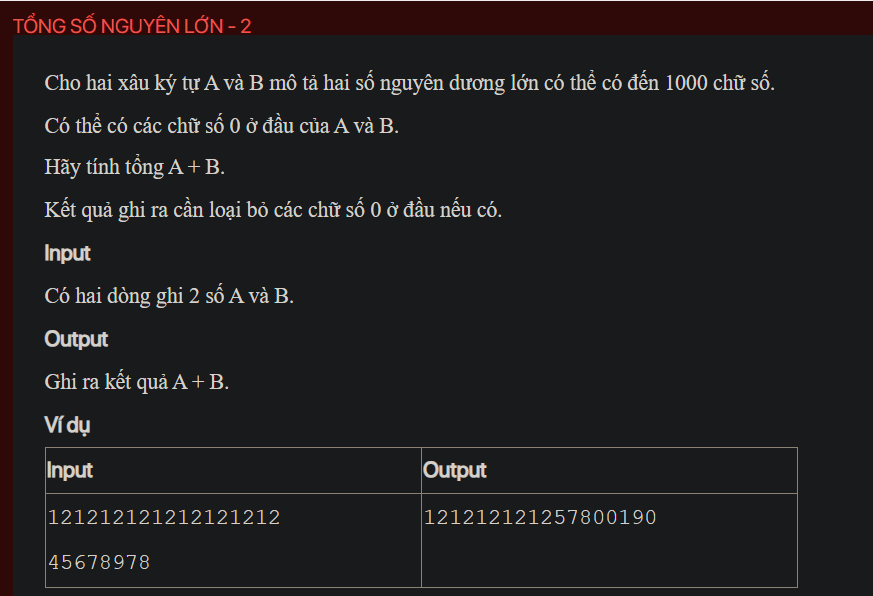 TỔNG SỐ NGUYÊN LỚN - 2
Cho hai xâu ký tự A và B mô tả hai số nguyên dương lớn có thể có đến 1000 chữ số.
Có thể có các chữ số 0 ở đầu của A và B.
Hãy tính tổng A + B.
Kết quả ghi ra cần loại bỏ các chữ số 0 ở đầu nếu có.
Input
Có hai dòng ghi 2 số A và B.
Output
Ghi ra kết quả A + B.
Ví dụ
Input Output
121212121212121212 121212121257800190
45678978